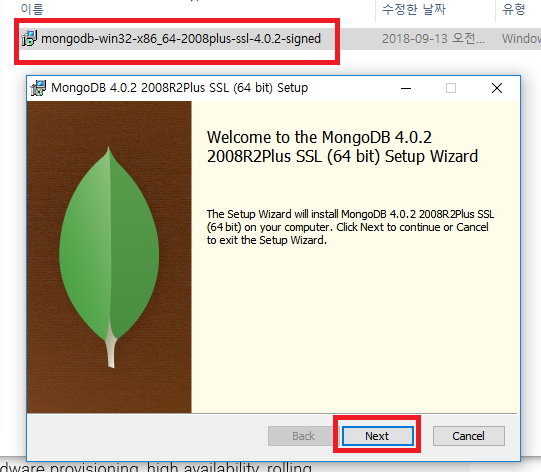 이름 수정한 날짜 유형
mongodb-win32-x86_64-2008plus-ssl-4.0.2-signed 2018-09-13 오전... Window
MongoDB 4.0.2 2008R2Plus SSL (64 bit) Setup
Welcome to the MongoDB 4.0.2
2008R2Plus SSL (64 bit) Setup Wizard
The Setup Wizard will install MongoDB 4.0.2 2008R2Plus SSL
(64 bit) on your computer. Click Next to continue or Cancel
to exit the Setup Wizard.
Back Next Cancel
dware provisioning, high availability, rolling